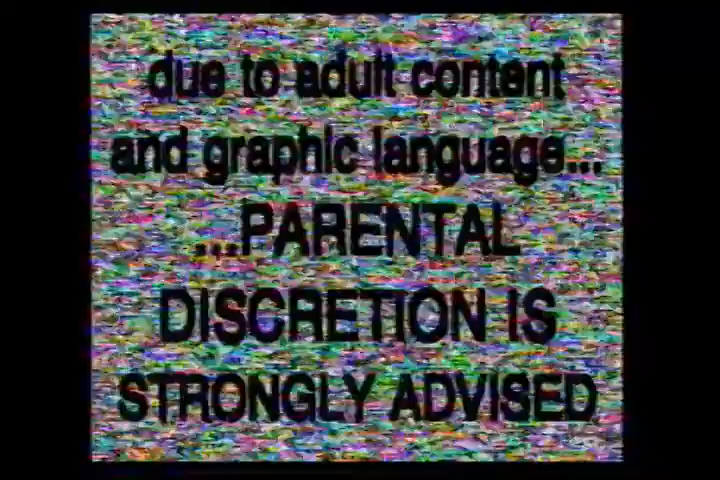 due to adult content
and graphic language...
...PARENTAL
DISCRETION IS
STRONGLY ADVISED